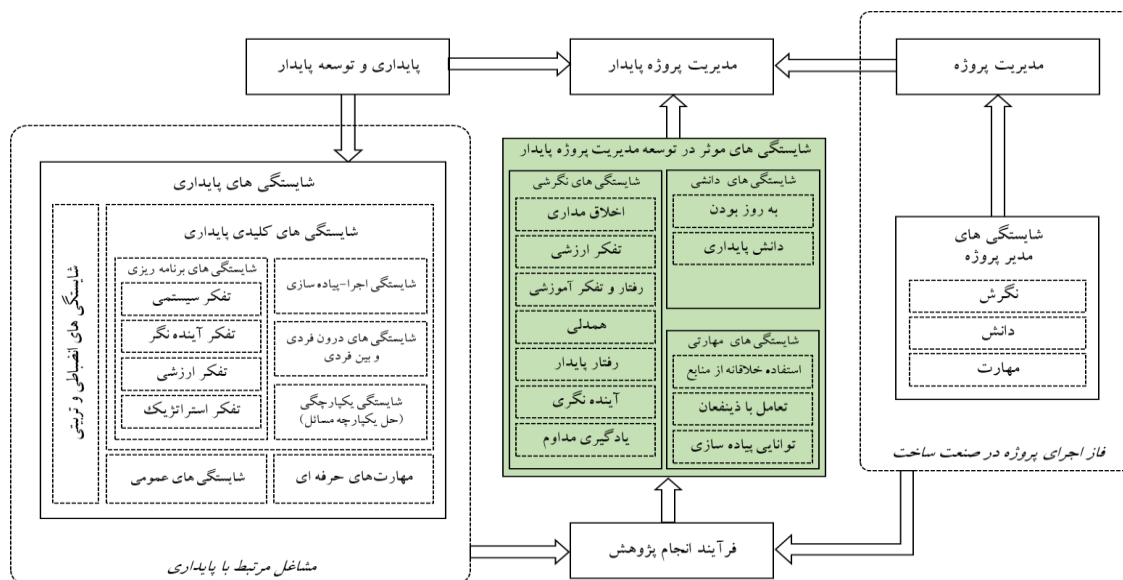 مدیریت پروژه
مدیریت پروژه پایدار
پایداری و توسعه پایدار
شایستگی های
مدیر پروژه
نگرش
دانش
مهارت
فاز اجرای پروژه در صنعت ساخت
شایستگی های موثر در توسعه مدیریت پروژه پایدار
شایستگی های دانشی
به روز بودن
دانش پایداری
شایستگی های مهارتی
استفاده خلاقانه از منابع
تعامل با ذینفعان
توانایی پیاده سازی
شایستگی های نگرشی
اخلاق مداری
تفکر ارزشی
رفتار و تفکر آموزشی
همدلی
رفتار پایدار
آینده نگری
یادگیری مداوم
فرآیند انجام پژوهش
شایستگی های پایداری
شایستگی های کلیدی پایداری
شایستگی اجرا-پیاده سازی
شایستگی های درون فردی
و بین فردی
شایستگی یکپارچگی
(حل یکپارچه مسائل)
شایستگی های برنامه ریزی
تفکر سیستمی
تفکر آینده نگر
تفکر ارزشی
تفکر استراتژیک
مهارت‌های حرفه ای
شایستگی های عمومی
شایستگی های انضباطی و تربیتی
مشاغل مرتبط با پایداری